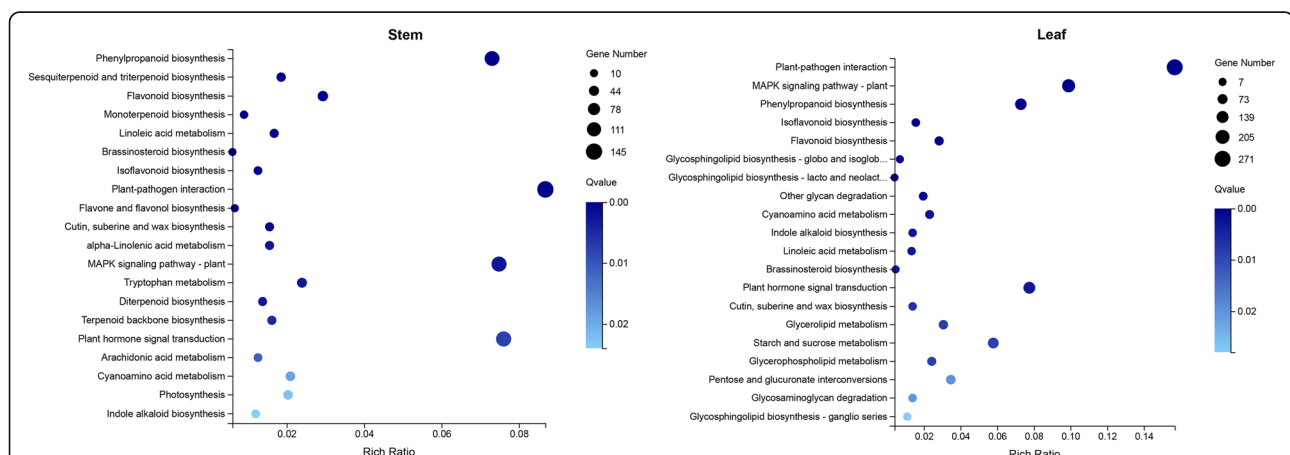 Stem
Phenylpropanoid biosynthesis
Sesquiterpenoid and triterpenoid biosynthesis
Flavonoid biosynthesis
Monoterpenoid biosynthesis
Linoleic acid metabolism
Brassinosteroid biosynthesis
Isoflavonoid biosynthesis
Plant-pathogen interaction
Flavone and flavonol biosynthesis
Cutin, suberine and wax biosynthesis
alpha-Linolenic acid metabolism
MAPK signaling pathway - plant
Tryptophan metabolism
Diterpenoid biosynthesis
Terpenoid backbone biosynthesis
Plant hormone signal transduction
Arachidonic acid metabolism
Cyanoamino acid metabolism
Photosynthesis
Indole alkaloid biosynthesis
0.02 0.04 0.06 0.08
Rich Ratio
Gene Number
10
44
78
111
145
Qvalue
0.00
0.01
0.02
Leaf
Plant-pathogen interaction
MAPK signaling pathway - plant
Phenylpropanoid biosynthesis
Isoflavonoid biosynthesis
Flavonoid biosynthesis
Glycosphingolipid biosynthesis - globo and isoglob...
Glycosphingolipid biosynthesis - lacto and neolact...
Other glycan degradation
Cyanoamino acid metabolism
Indole alkaloid biosynthesis
Linoleic acid metabolism
Brassinosteroid biosynthesis
Plant hormone signal transduction
Cutin, suberine and wax biosynthesis
Glycerolipid metabolism
Starch and sucrose metabolism
Glycerophospholipid metabolism
Pentose and glucuronate interconversions
Glycosaminoglycan degradation
Glycosphingolipid biosynthesis - ganglio series
0.02 0.04 0.06 0.08 0.10 0.12 0.14
Rich Ratio
Gene Number
7
73
139
205
271
Qvalue
0.00
0.01
0.02